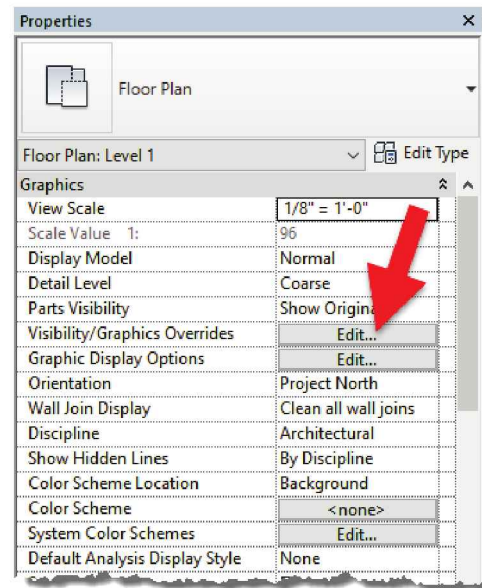 Properties
Floor Plan
Floor Plan: Level 1 Edit Type
Graphics
View Scale 1/8" = 1'-0"
Scale Value 1: 96
Display Model Normal
Detail Level Coarse
Parts Visibility Show Origin
Visibility/Graphics Overrides Edit...
Graphic Display Options Edit...
Orientation Project North
Wall Join Display Clean all wall joins
Discipline Architectural
Show Hidden Lines By Discipline
Color Scheme Location Background
Color Scheme <none>
System Color Schemes Edit...
Default Analysis Display Style None